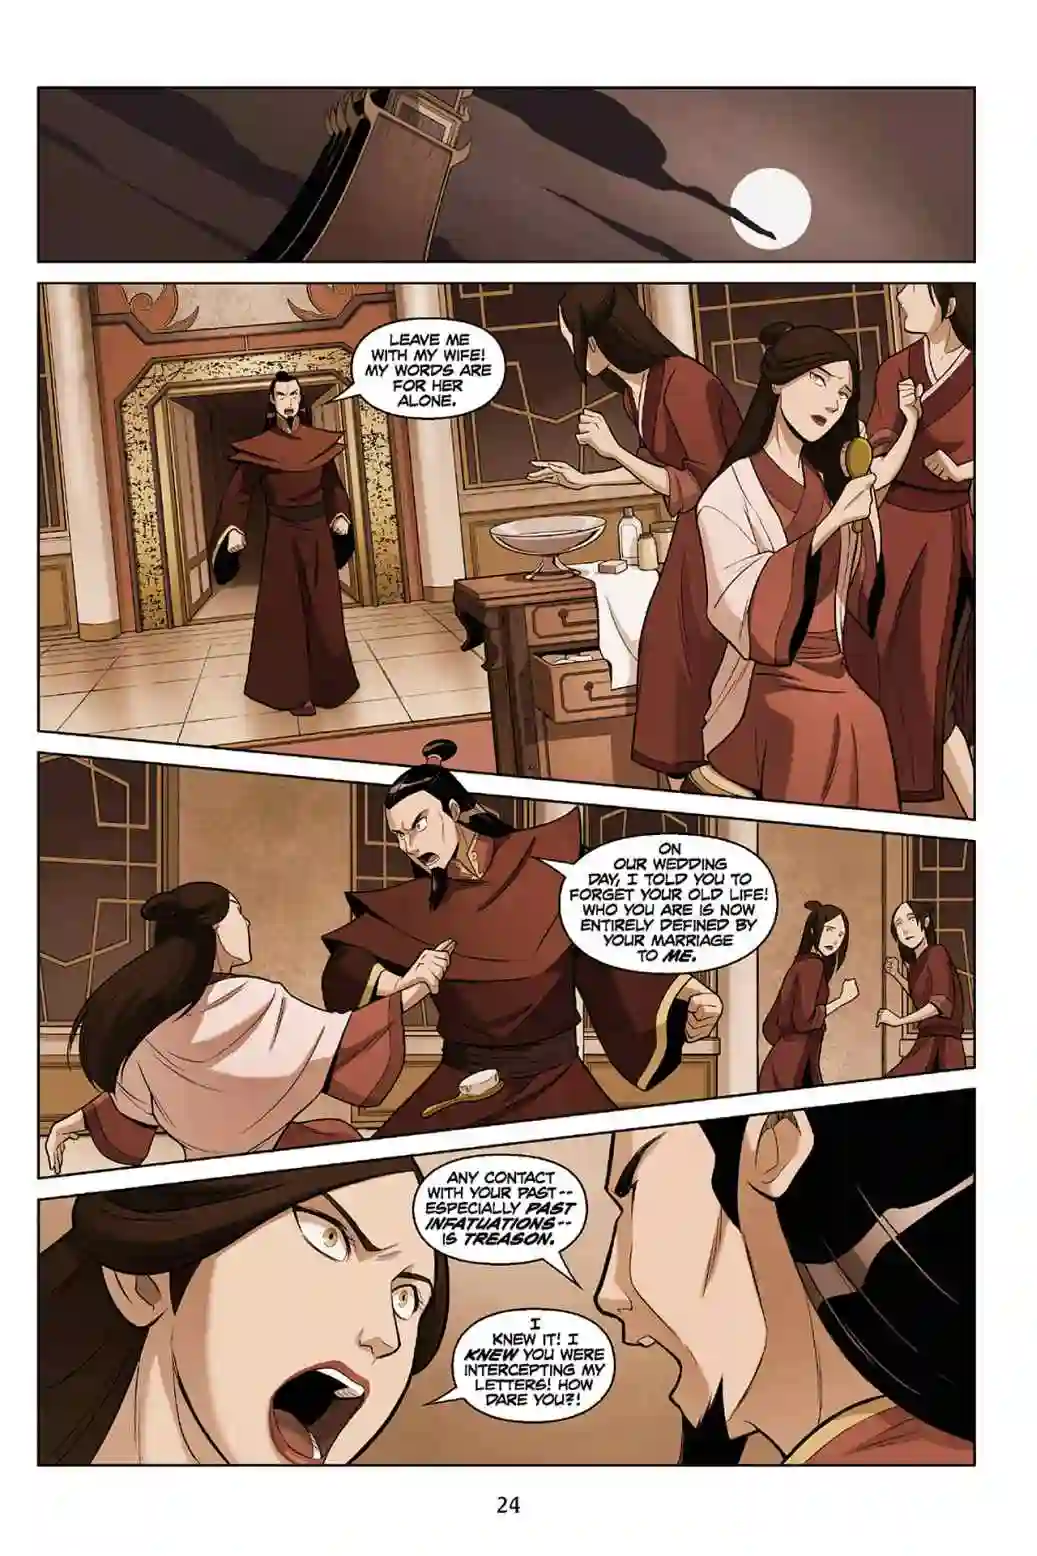 LEAVE ME
WITH MY WIFE!
MY WORDS ARE
FOR HER
ALONE.
ON
OUR WEDDING
DAY, I TOLD YOU TO
FORGET YOUR OLD LIFE!
WHO YOU ARE IS NOW
ENTIRELY DEFINED BY
YOUR MARRIAGE
TO ME.
ANY CONTACT
WITH YOUR PAST--
ESPECIALLY PAST
INFATUATIONS--
IS TREASON.
I
KNEW IT! I
KNEW YOU WERE
INTERCEPTING MY
LETTERS! HOW
DARE YOU?!
24